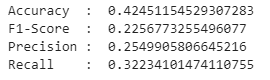 Accuracy : 0.42451154529307283
F1-Score : 0.2256773255496077
Precision : 0.2549905806645216
Recall : 0.32234101474110755